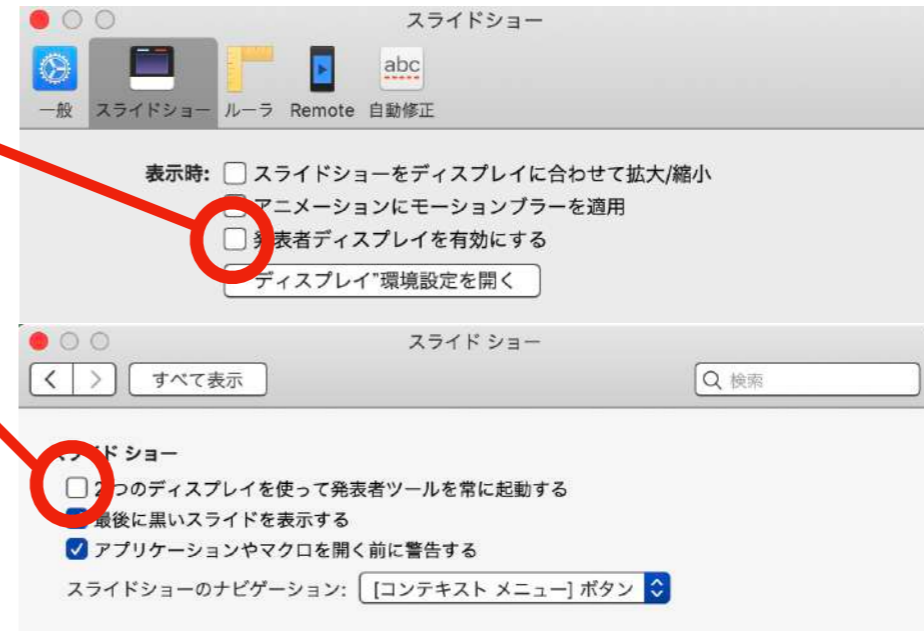 スライドショー
一般 スライドショー ルーラ Remote 自動修正
abc
表示時: スライドショーをディスプレイに合わせて拡大/縮小
アニメーションにモーションブラーを適用
発表者ディスプレイを有効にする
ディスプレイ"環境設定を開く
スライド ショー
すべて表示
検索
スライド ショー
2つのディスプレイを使って発表者ツールを常に起動する
最後に黒いスライドを表示する
アプリケーションやマクロを開く前に警告する
スライドショーのナビゲーション: [コンテキスト メニュー] ボタン